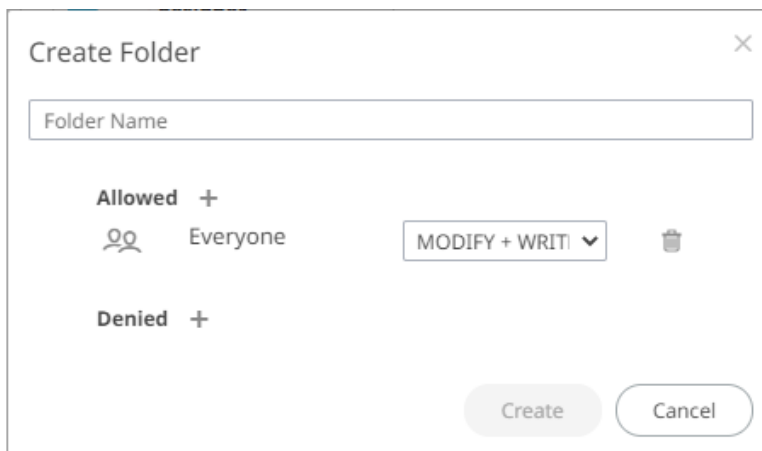 Create Folder
Folder Name
Allowed
Everyone MODIFY + WRIT
Denied
Create Cancel